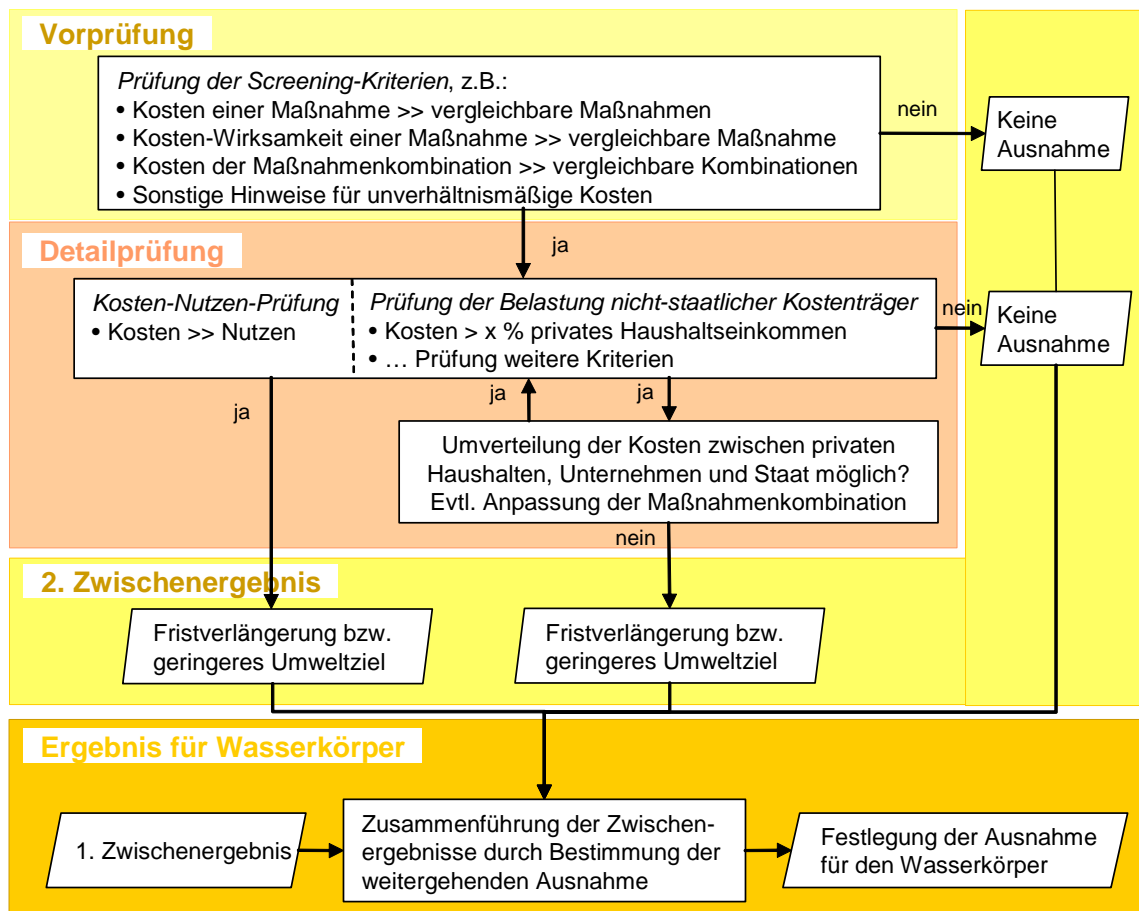 Vorprüfung
Prüfung der Screening-Kriterien, z.B.:
• Kosten einer Maßnahme >> vergleichbare Maßnahmen
• Kosten-Wirksamkeit einer Maßnahme >> vergleichbare Maßnahme
• Kosten der Maßnahmenkombination >> vergleichbare Kombinationen
• Sonstige Hinweise für unverhältnismäßige Kosten
nein
Keine
Ausnahme
ja
Detailprüfung
Kosten-Nutzen-Prüfung
• Kosten >> Nutzen
Prüfung der Belastung nicht-staatlicher Kostenträger
• Kosten > x % privates Haushaltseinkommen
• … Prüfung weitere Kriterien
nein
Keine
Ausnahme
ja
ja
ja
Umverteilung der Kosten zwischen privaten
Haushalten, Unternehmen und Staat möglich?
Evtl. Anpassung der Maßnahmenkombination
nein
2. Zwischenergebnis
Fristverlängerung bzw.
geringeres Umweltziel
Fristverlängerung bzw.
geringeres Umweltziel
Ergebnis für Wasserkörper
1. Zwischenergebnis
Zusammenführung der Zwischen-
ergebnisse durch Bestimmung der
weitergehenden Ausnahme
Festlegung der Ausnahme
für den Wasserkörper